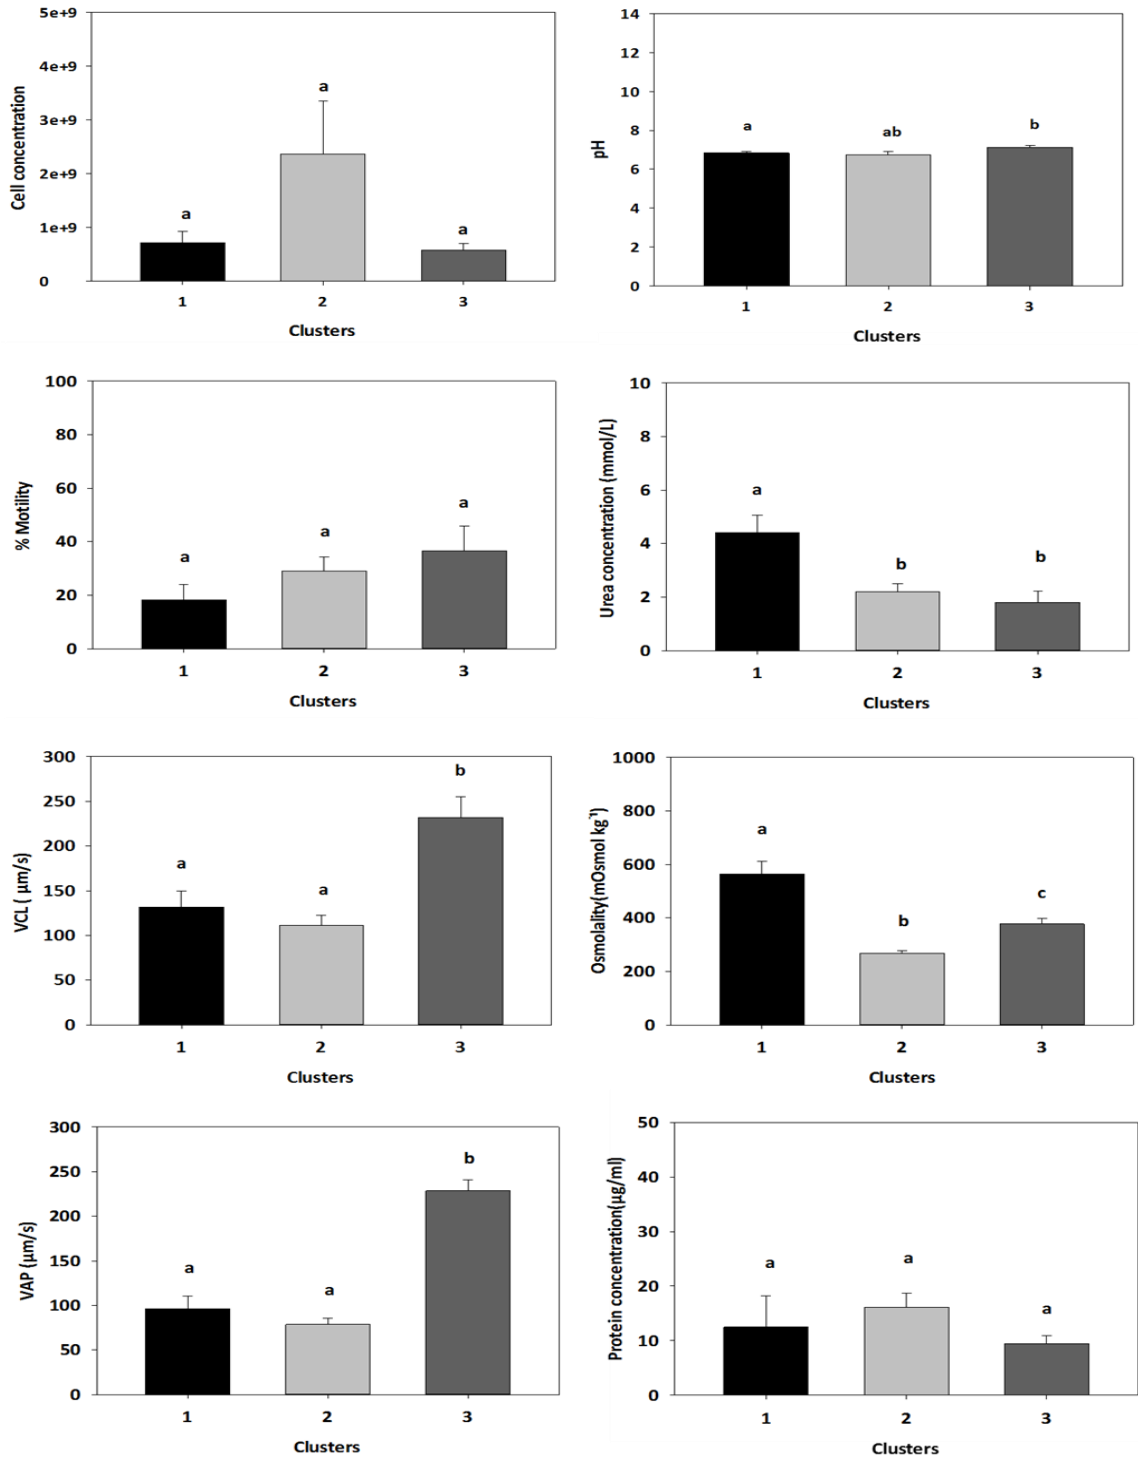 5e+9
4e+9
3e+9
2e+9
1e+9
0
Cell concentration
a
a
a
1
2
3
Clusters
14
12
10
8
6
4
2
0
pH
a
ab
b
1
2
3
Clusters
100
80
60
40
20
0
% Motility
a
a
a
1
2
3
Clusters
10
8
6
4
2
0
Urea concentration (mmol/L)
a
b
b
1
2
3
Clusters
300
250
200
150
100
50
0
VCL ( µm/s)
a
a
b
1
2
3
Clusters
1000
800
600
400
200
0
Osmolality(mOsmol kg⁻¹)
a
b
c
1
2
3
Clusters
300
250
200
150
100
50
0
VAP (µm/s)
a
a
b
1
2
3
Clusters
50
40
30
20
10
0
Protein concentration(µg/ml)
a
a
a
1
2
3
Clusters